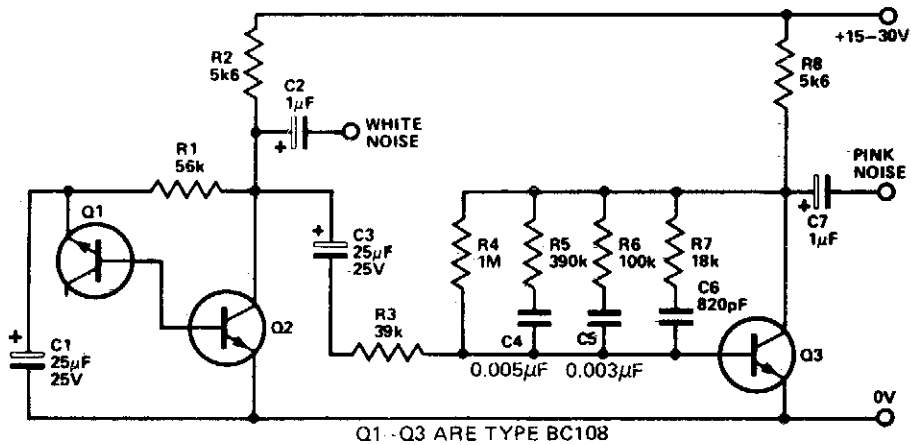 +15–30V
R2
5k6
R8
5k6
C2
1µF
+
WHITE
NOISE
R1
56k
PINK
NOISE
Q1
+
C3
25µF
25V
R4
1M
R5
390k
R6
100k
R7
18k
+
C7
1µF
C6
820pF
+
C1
25µF
25V
Q2
R3
39k
C4
C5
Q3
0.005µF
0.003µF
0V
Q1–Q3 ARE TYPE BC108